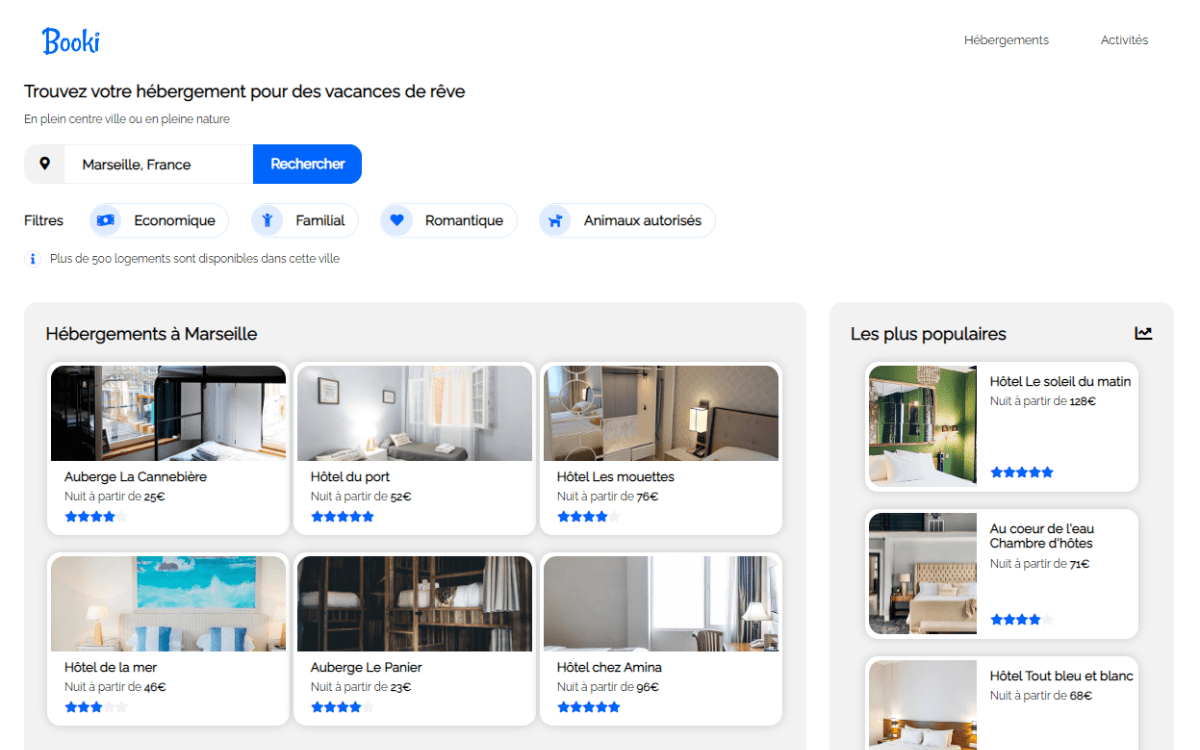 Booki
Hébergements
Activités
Trouvez votre hébergement pour des vacances de rêve
En plein centre ville ou en pleine nature
Marseille, France
Rechercher
Filtres
Economique
Familial
Romantique
Animaux autorisés
Plus de 500 logements sont disponibles dans cette ville
Hébergements à Marseille
Auberge La Cannebière
Nuit à partir de 25€
Hôtel du port
Nuit à partir de 52€
Hôtel Les mouettes
Nuit à partir de 76€
Hôtel de la mer
Nuit à partir de 46€
Auberge Le Panier
Nuit à partir de 23€
Hôtel chez Amina
Nuit à partir de 96€
Les plus populaires
Hôtel Le soleil du matin
Nuit à partir de 128€
Au coeur de l'eau
Chambre d'hôtes
Nuit à partir de 71€
Hôtel Tout bleu et blanc
Nuit à partir de 68€